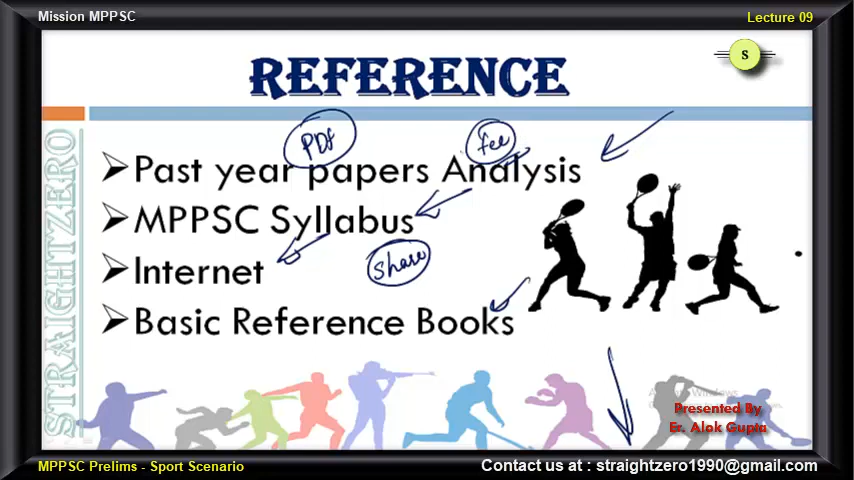 Mission MPPSC
Lecture 09
REFERENCE
S
PDf
fee
➢Past year papers Analysis
➢MPPSC Syllabus
➢Internet
share
➢Basic Reference Books
STRAIGHTZERO
Presented By
Er. Alok Gupta
MPPSC Prelims - Sport Scenario
Contact us at : straightzero1990@gmail.com